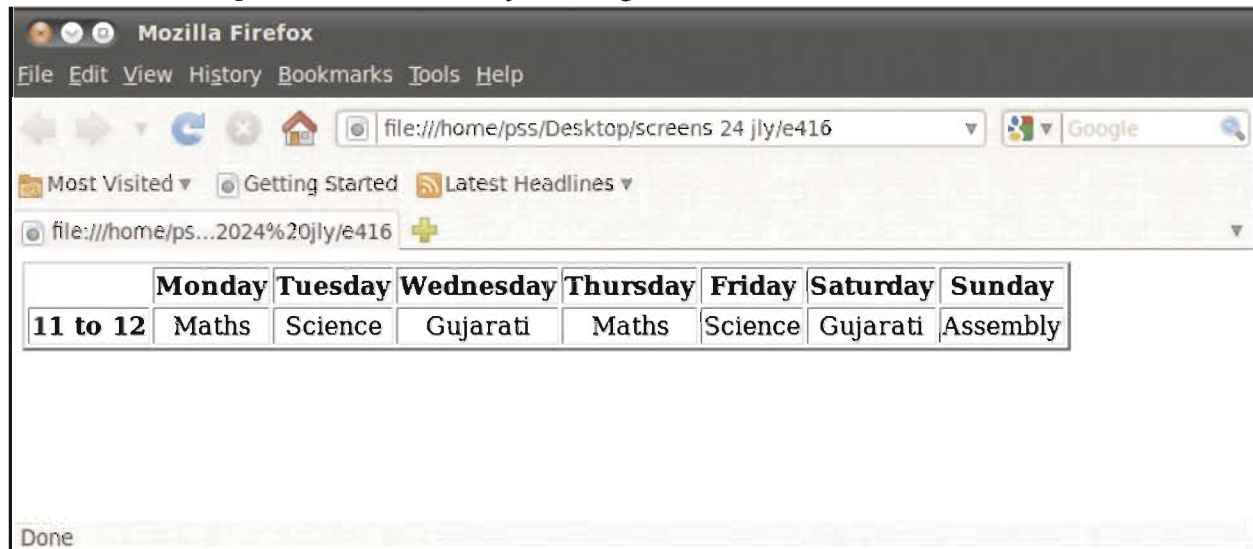 Mozilla Firefox
File Edit View History Bookmarks Tools Help
file:///home/pss/Desktop/screens 24 jly/e416 Google
Most Visited Getting Started Latest Headlines
file:///home/ps...2024%20jly/e416
Monday Tuesday Wednesday Thursday Friday Saturday Sunday
11 to 12 Maths Science Gujarati Maths Science Gujarati Assembly
Done